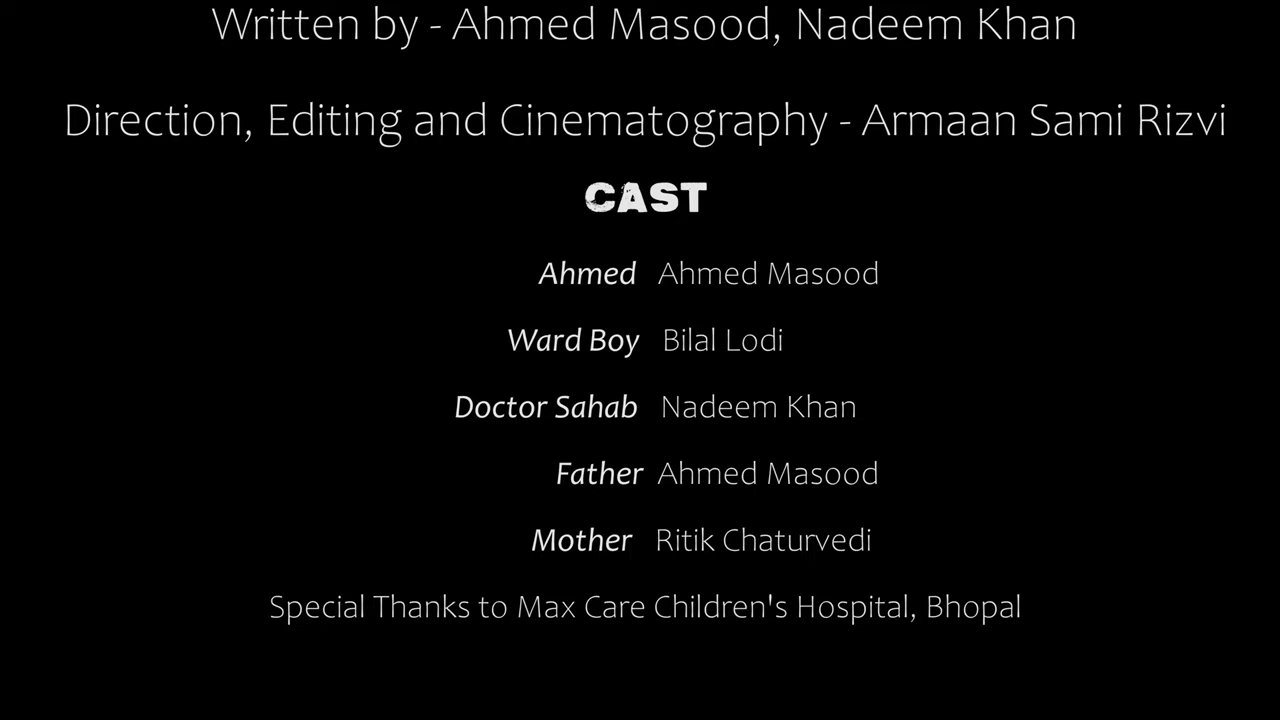 Written by - Ahmed Masood, Nadeem Khan
Direction, Editing and Cinematography - Armaan Sami Rizvi
CAST
Ahmed Ahmed Masood
Ward Boy Bilal Lodi
Doctor Sahab Nadeem Khan
Father Ahmed Masood
Mother Ritik Chaturvedi
Special Thanks to Max Care Children's Hospital, Bhopal